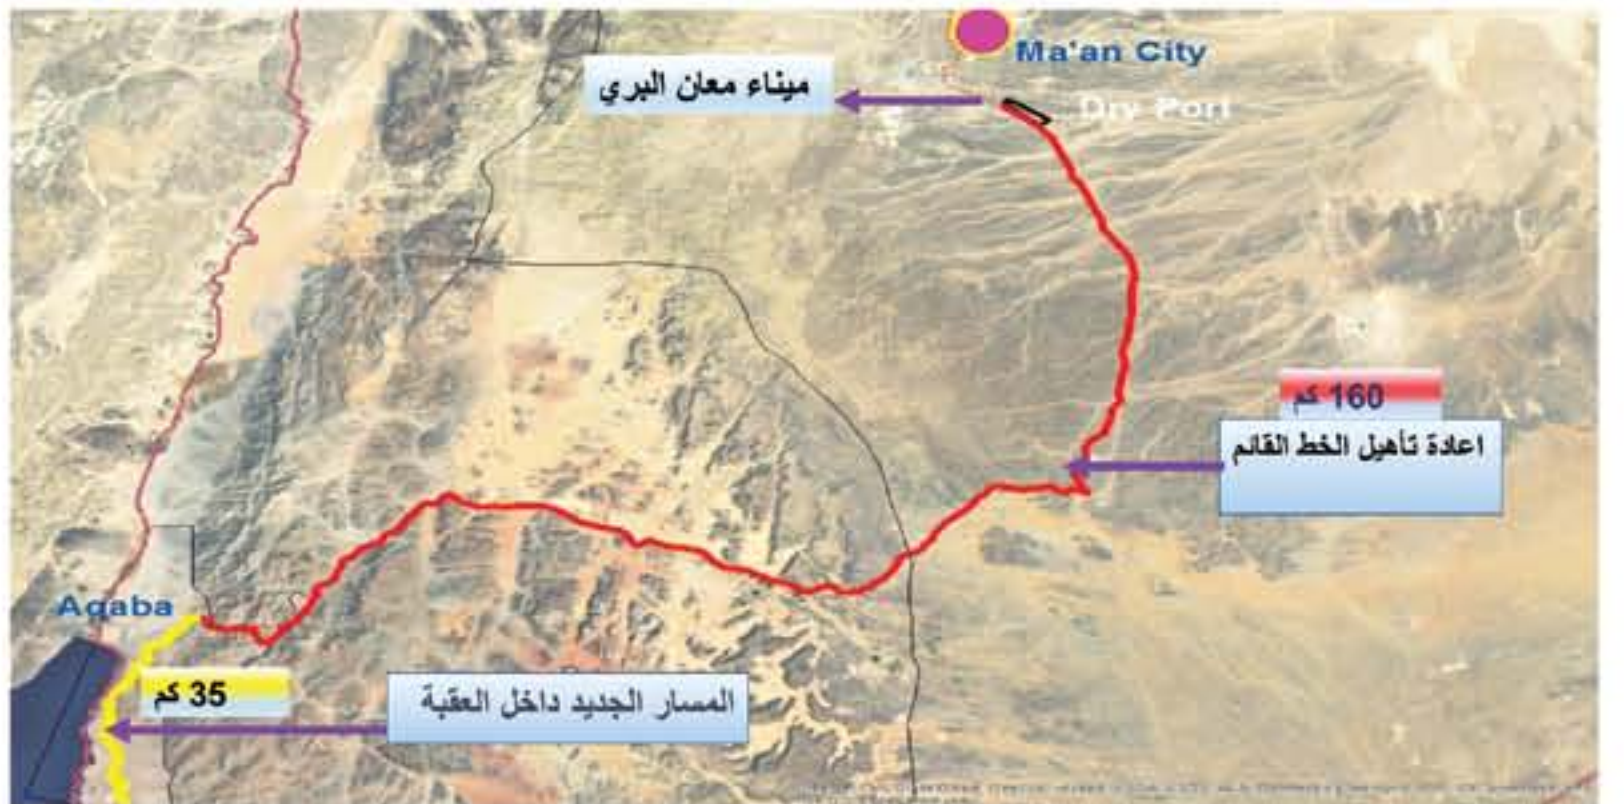 Ma'an City
ميناء معان البري
Dry Port
160 كم
اعادة تأهيل الخط القائم
Aqaba
35 كم
المسار الجديد داخل العقبة